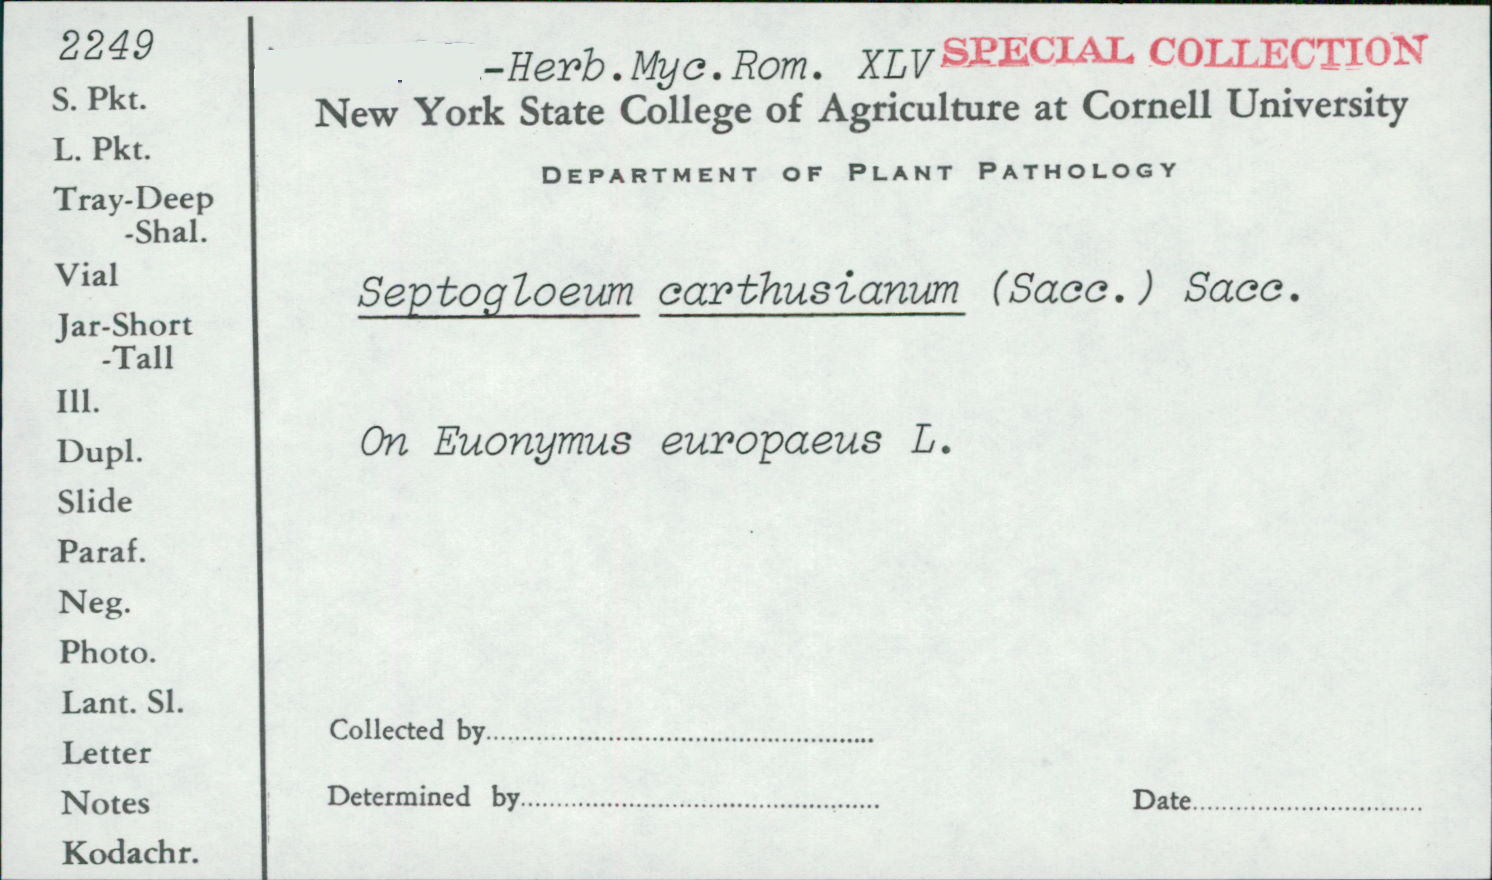 2249
S. Pkt.
L. Pkt.
Tray-Deep
-Shal.
Vial
Jar-Short
-Tall
Ill.
Dupl.
Slide
Paraf.
Neg.
Photo.
Lant. Sl.
Letter
Notes
Kodachr.
-Herb.Myc.Rom. XLV SPECIAL COLLECTION
New York State College of Agriculture at Cornell University
DEPARTMENT OF PLANT PATHOLOGY
Septogloeum carthusianum (Sacc.) Sacc.
On Euonymus europaeus L.
Collected by
Determined by Date